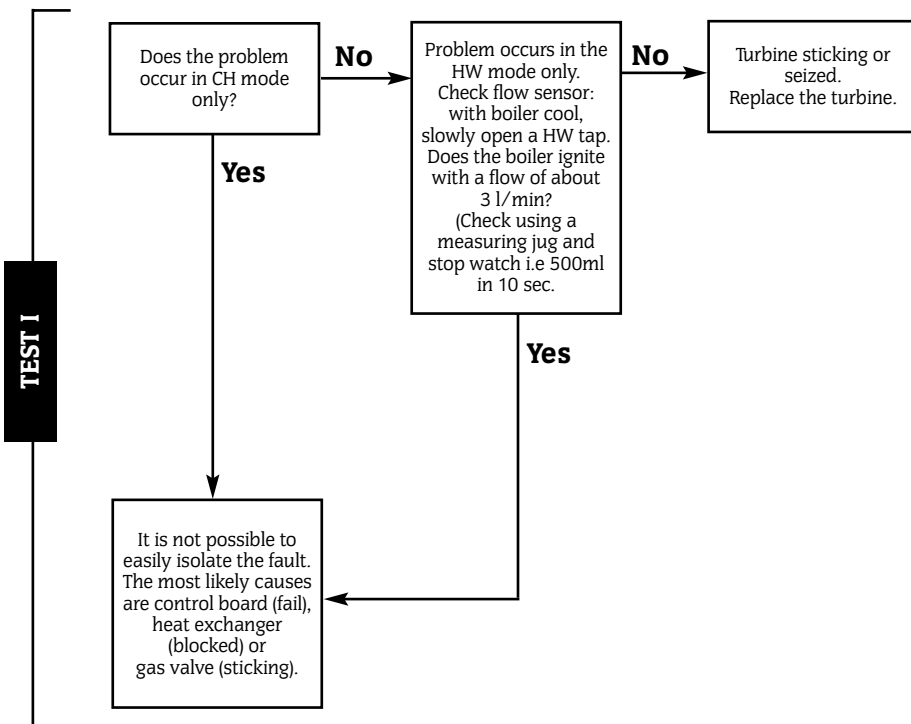 TEST I
Does the problem
occur in CH mode
only?
No
Yes
Problem occurs in the
HW mode only.
Check flow sensor:
with boiler cool,
slowly open a HW tap.
Does the boiler ignite
with a flow of about
3 l/min?
(Check using a
measuring jug and
stop watch i.e 500ml
in 10 sec.
No
Yes
Turbine sticking or
seized.
Replace the turbine.
It is not possible to
easily isolate the fault.
The most likely causes
are control board (fail),
heat exchanger
(blocked) or
gas valve (sticking).